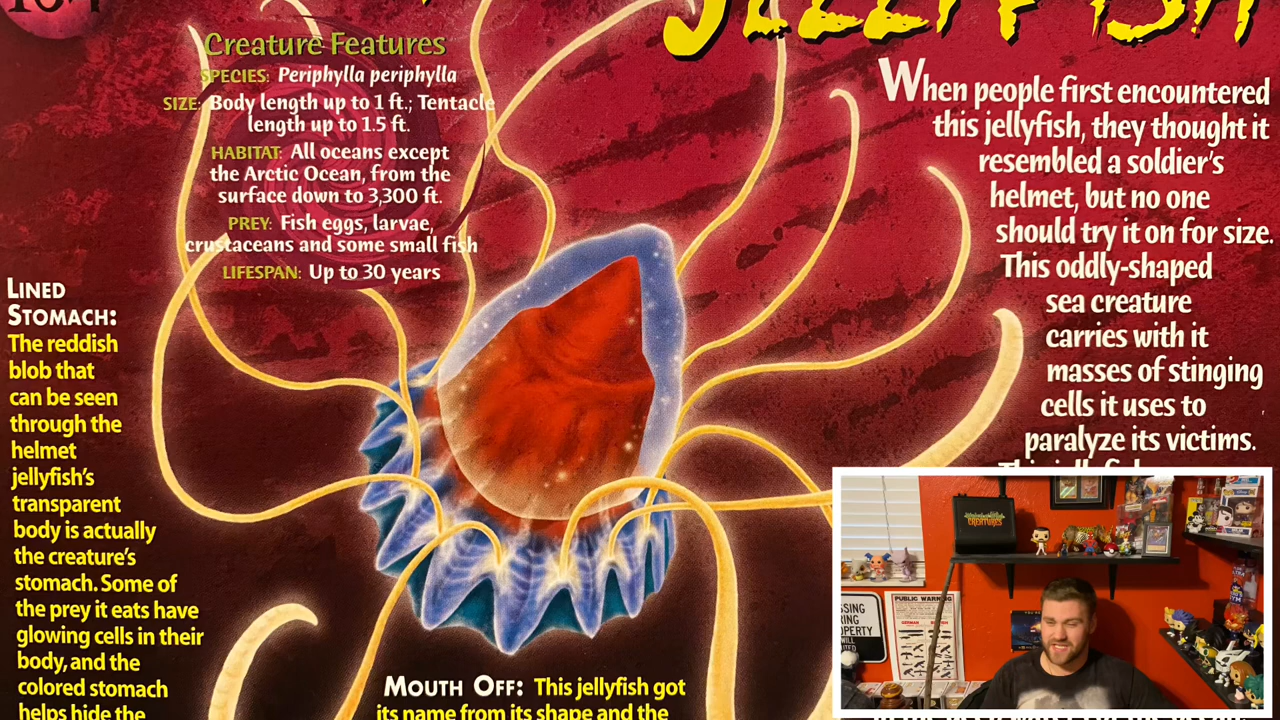 JELLYFISH
Creature Features
SPECIES: Periphylla periphylla
SIZE: Body length up to 1 ft.; Tentacle
length up to 1.5 ft.
HABITAT: All oceans except
the Arctic Ocean, from the
surface down to 3,300 ft.
PREY: Fish eggs, larvae,
crustaceans and some small fish
LIFESPAN: Up to 30 years
When people first encountered
this jellyfish, they thought it
resembled a soldier's
helmet, but no one
should try it on for size.
This oddly-shaped
sea creature
carries with it
masses of stinging
cells it uses to
paralyze its victims.
LINED
STOMACH:
The reddish
blob that
can be seen
through the
helmet
jellyfish's
transparent
body is actually
the creature's
stomach. Some of
the prey it eats have
glowing cells in their
body, and the
colored stomach
helps hide the
MOUTH OFF: This jellyfish got
its name from its shape and the
CREATURES
PUBLIC WARNING
GERMAN